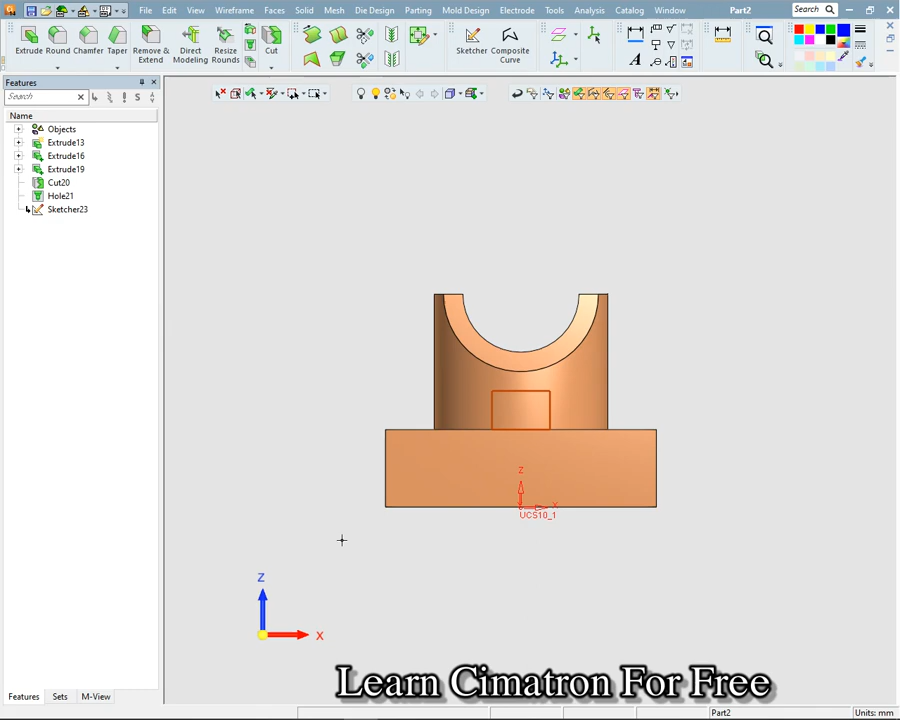 File Edit View Wireframe Faces Solid Mesh Die Design Parting Mold Design Electrode Tools Analysis Catalog Window Part2 Search
Extrude Round Chamfer Taper Remove & Extend Direct Modeling Resize Rounds Cut Sketcher Composite Curve
Features
Search
Name
Objects
Extrude13
Extrude16
Extrude19
Cut20
Hole21
Sketcher23
Z
X
UCS10_1
Z
X
Learn Cimatron For Free
Features Sets M-View
Part2 Units: mm